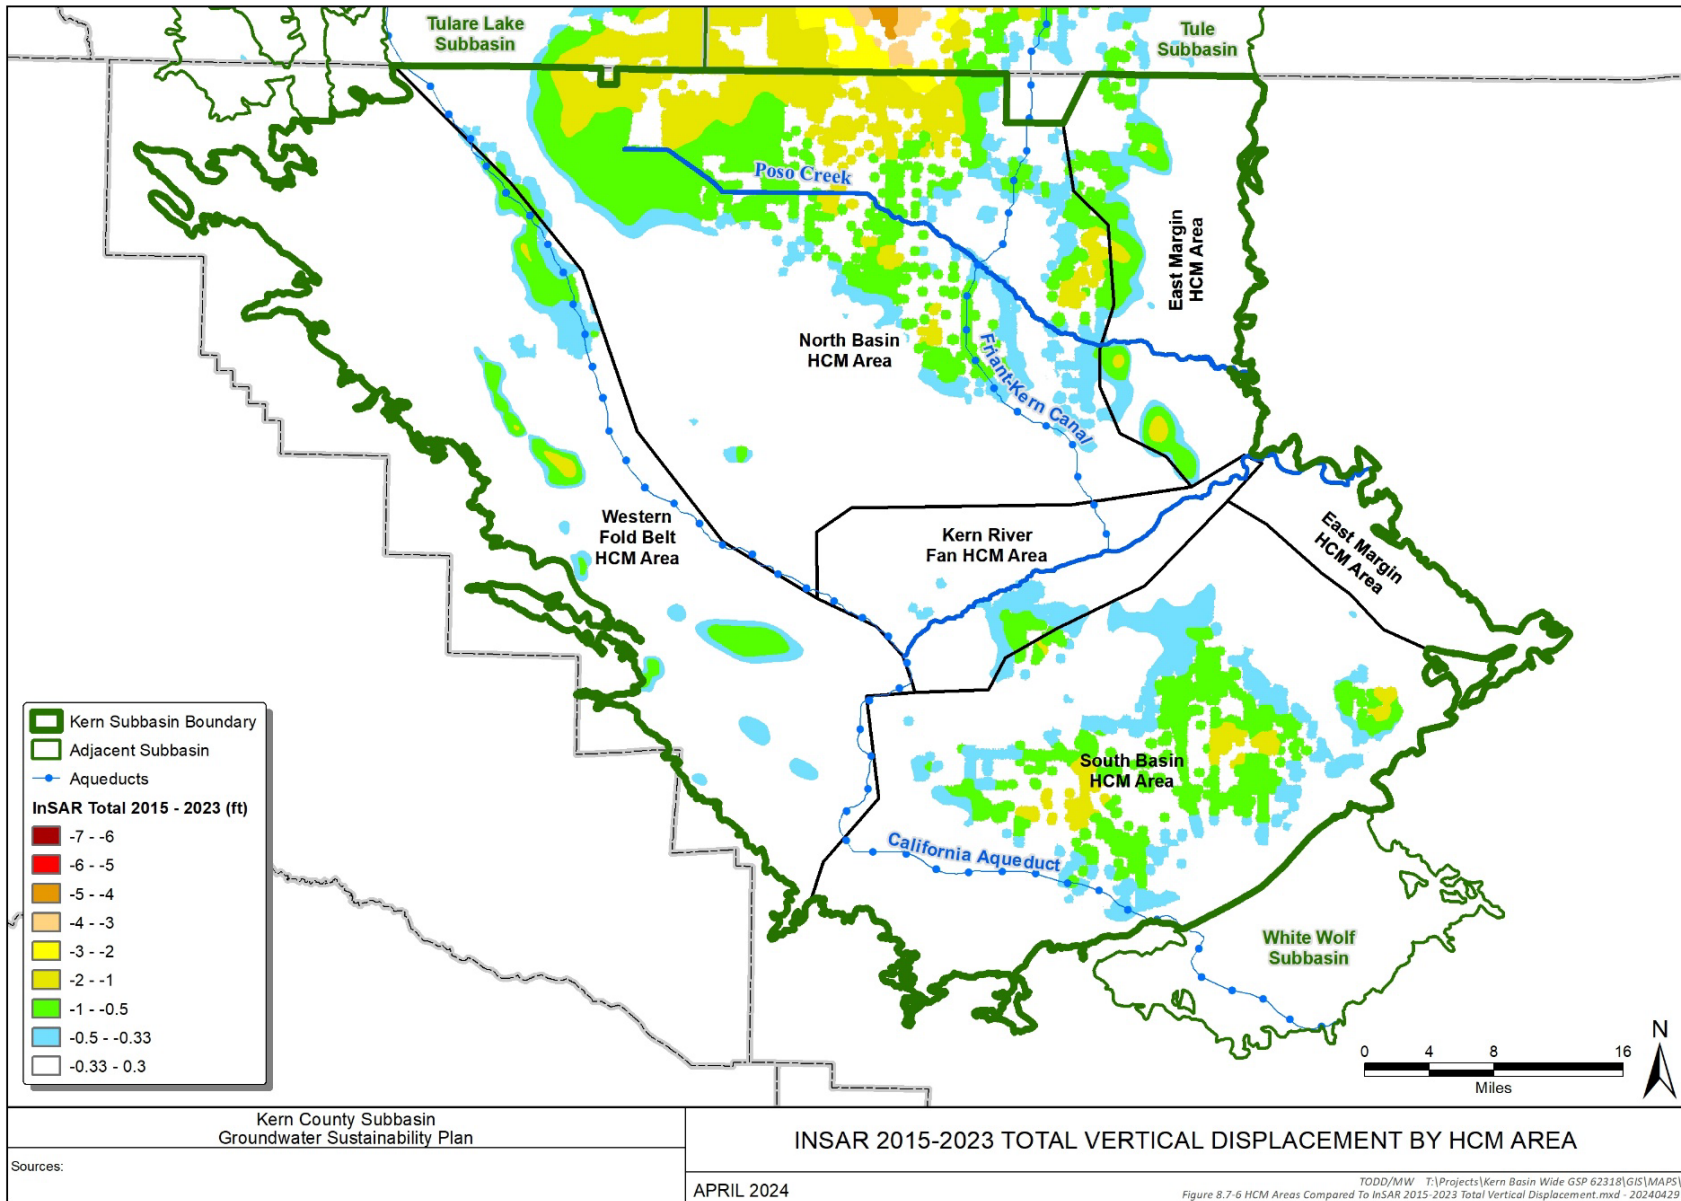 Tulare Lake
Subbasin
Tule
Subbasin
Poso Creek
East Margin
HCM Area
North Basin
HCM Area
Friant-Kern Canal
Western
Fold Belt
HCM Area
Kern River
Fan HCM Area
East Margin
HCM Area
South Basin
HCM Area
California Aqueduct
White Wolf
Subbasin
Kern Subbasin Boundary
Adjacent Subbasin
Aqueducts
InSAR Total 2015 - 2023 (ft)
-7 - -6
-6 - -5
-5 - -4
-4 - -3
-3 - -2
-2 - -1
-1 - -0.5
-0.5 - -0.33
-0.33 - 0.3
N
0 4 8 16
Miles
Kern County Subbasin
Groundwater Sustainability Plan
Sources:
INSAR 2015-2023 TOTAL VERTICAL DISPLACEMENT BY HCM AREA
APRIL 2024
TODD/MW T:\Projects\Kern Basin Wide GSP 62318\GIS\MAPS\
Figure 8.7-6 HCM Areas Compared To InSAR 2015-2023 Total Vertical Displacement.mxd - 20240429